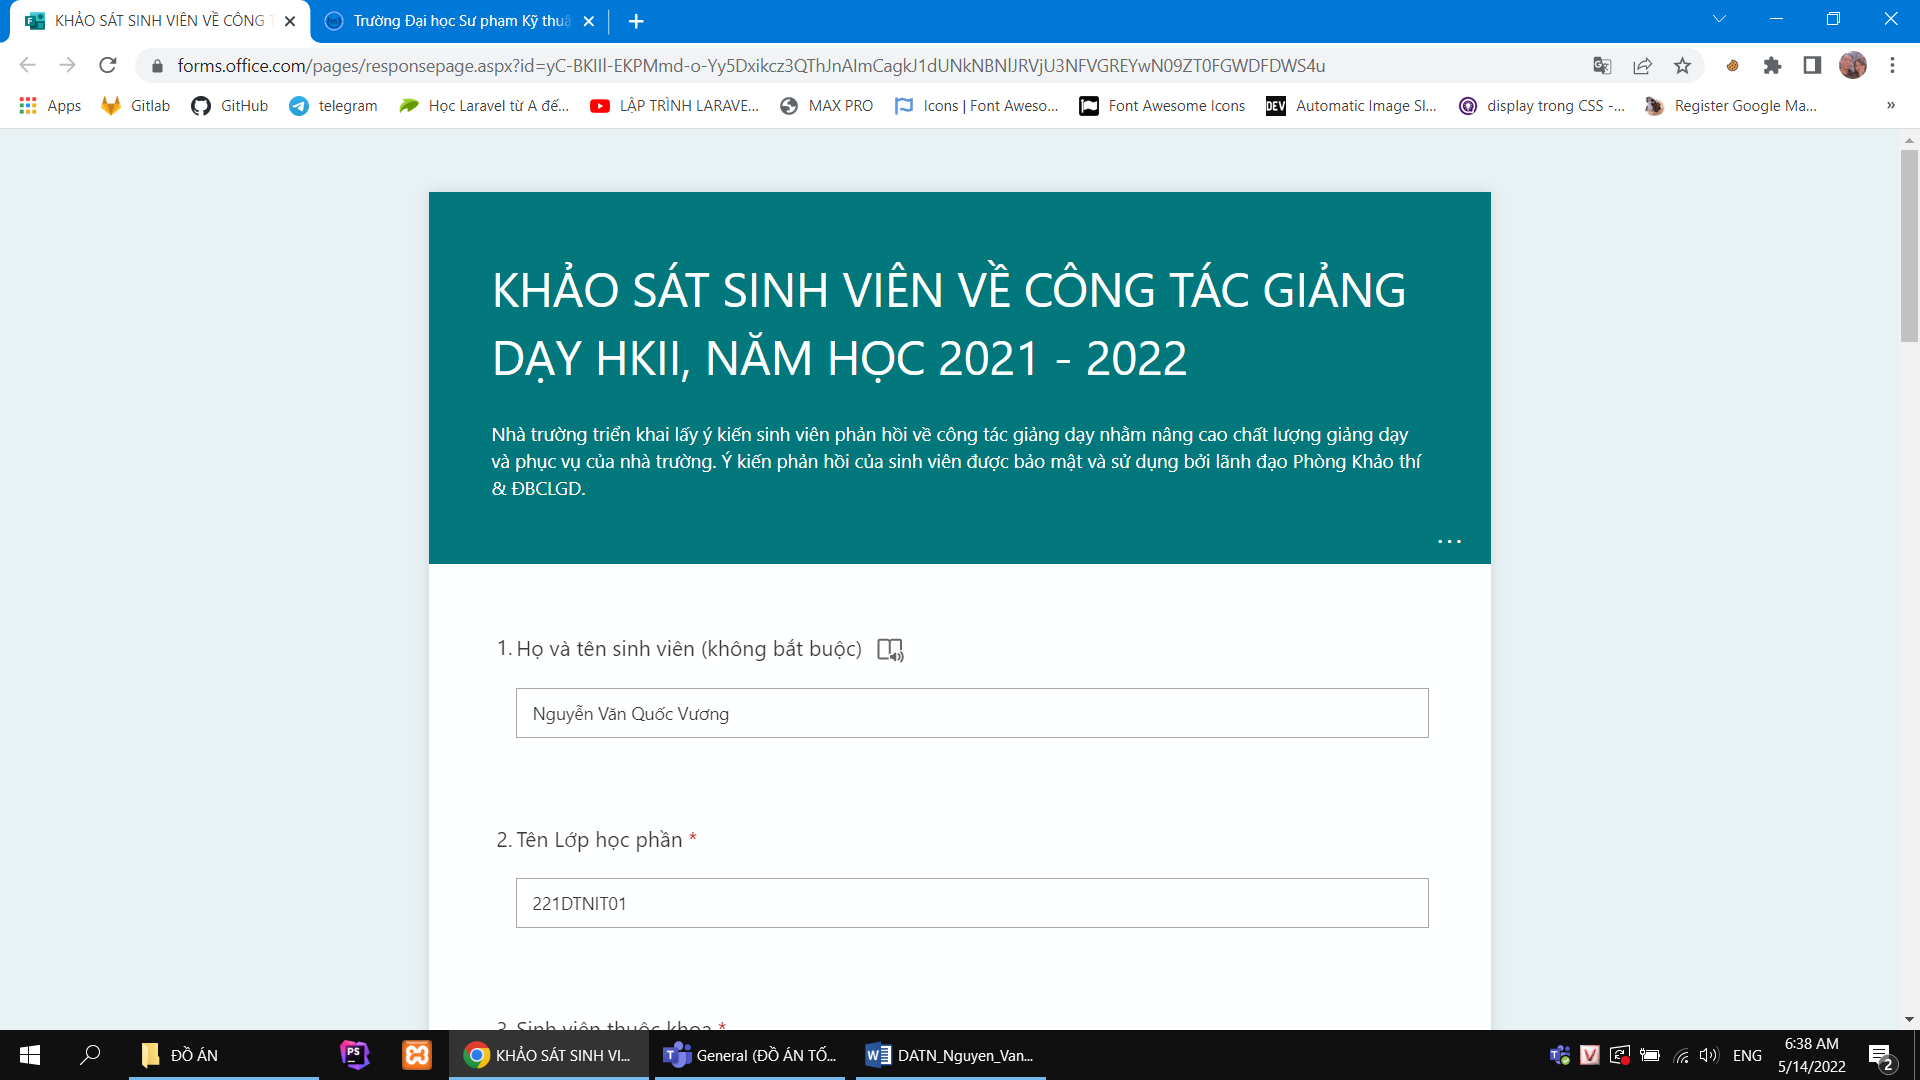 KHẢO SÁT SINH VIÊN VỀ CÔNG T
Trường Đại học Sư phạm Kỹ thuậ
forms.office.com/pages/responsepage.aspx?id=yC-BKIIl-EKPMmd-o-Yy5Dxikcz3QThJnAImCagkJ1dUNkNBNlJRVjU3NFVGREYwN09ZT0FGWDFDWS4u
Apps
Gitlab
GitHub
telegram
Học Laravel từ A đế...
LẬP TRÌNH LARAVE...
MAX PRO
Icons | Font Aweso...
Font Awesome Icons
DEV
Automatic Image Sl...
display trong CSS -...
Register Google Ma...
»
KHẢO SÁT SINH VIÊN VỀ CÔNG TÁC GIẢNG
DẠY HKII, NĂM HỌC 2021 - 2022
Nhà trường triển khai lấy ý kiến sinh viên phản hồi về công tác giảng dạy nhằm nâng cao chất lượng giảng dạy
và phục vụ của nhà trường. Ý kiến phản hồi của sinh viên được bảo mật và sử dụng bởi lãnh đạo Phòng Khảo thí
& ĐBCLGD.
...
1. Họ và tên sinh viên (không bắt buộc)
Nguyễn Văn Quốc Vương
2. Tên Lớp học phần *
221DTNIT01
3. Sinh viên thuộc khoa *
ĐỒ ÁN
PS
KHẢO SÁT SINH VI...
General (ĐỒ ÁN TỐ...
DATN_Nguyen_Van...
ENG
6:38 AM
5/14/2022
2